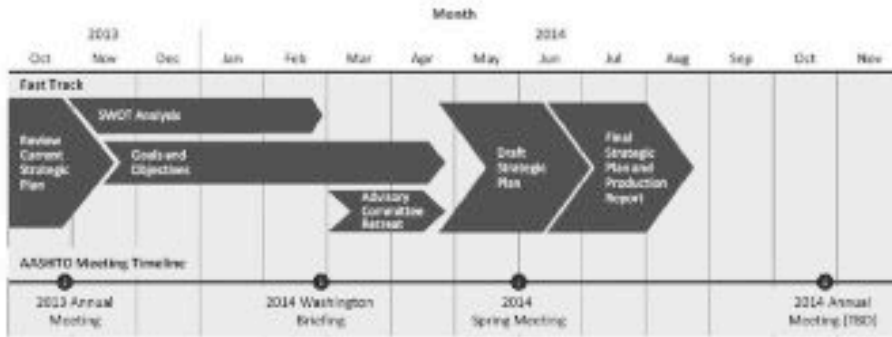 Month
2013 2014
Oct Nov Dec Jan Feb Mar Apr May Jun Jul Aug Sep Oct Nov
Fast Track
SWOT Analysis
Review
Current
Strategic
Plan
Goals and
Objectives
Advisory
Committee
Retreat
Draft
Strategic
Plan
Final
Strategic
Plan and
Production
Report
AASHTO Meeting Timeline
2013 Annual
Meeting
2014 Washington
Briefing
2014
Spring Meeting
2014 Annual
Meeting (TBD)